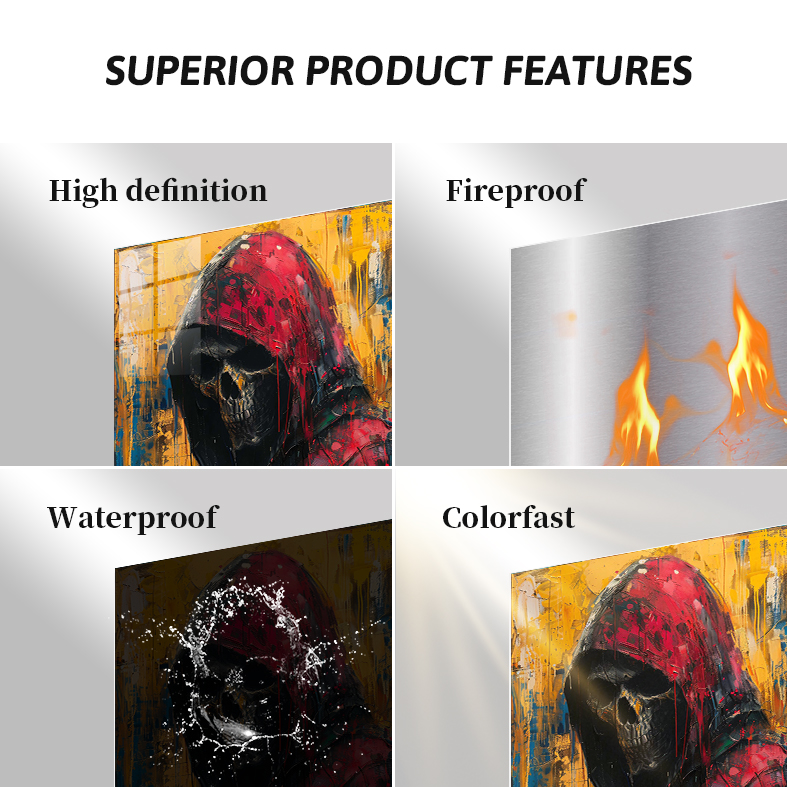 SUPERIOR PRODUCT FEATURES
High definition
Fireproof
Waterproof
Colorfast